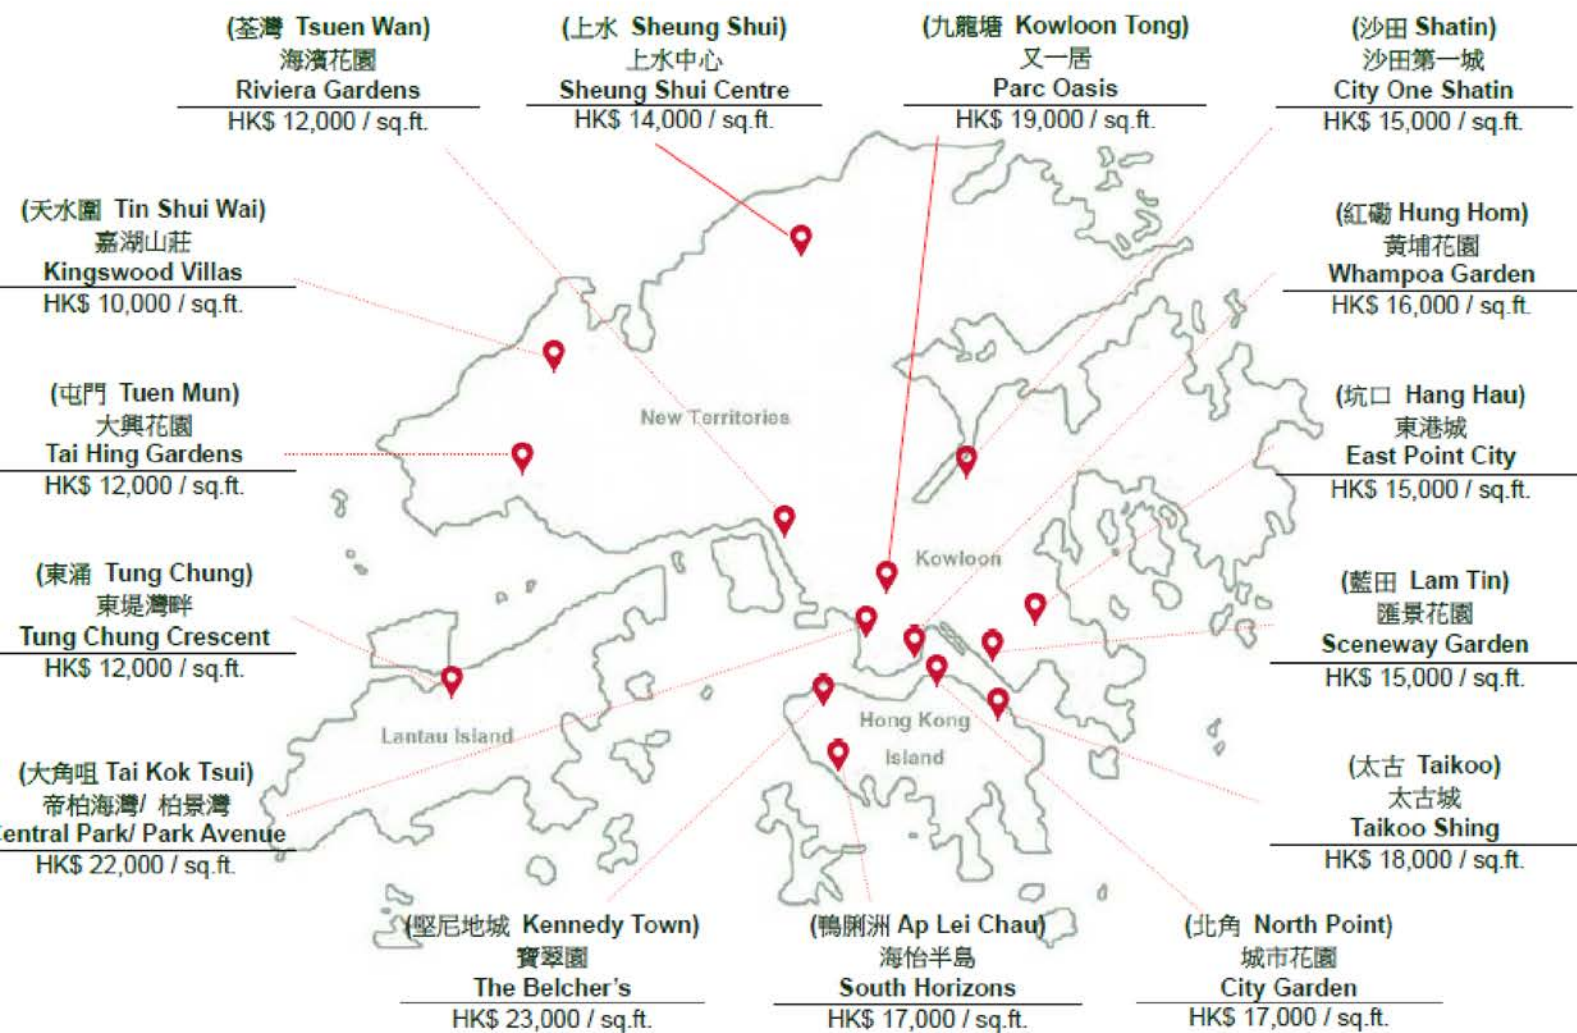 (荃灣 Tsuen Wan)
海濱花園
Riviera Gardens
HK$ 12,000 / sq.ft.
(上水 Sheung Shui)
上水中心
Sheung Shui Centre
HK$ 14,000 / sq.ft.
(九龍塘 Kowloon Tong)
又一居
Parc Oasis
HK$ 19,000 / sq.ft.
(沙田 Shatin)
沙田第一城
City One Shatin
HK$ 15,000 / sq.ft.
(天水圍 Tin Shui Wai)
嘉湖山莊
Kingswood Villas
HK$ 10,000 / sq.ft.
(紅磡 Hung Hom)
黃埔花園
Whampoa Garden
HK$ 16,000 / sq.ft.
(屯門 Tuen Mun)
大興花園
Tai Hing Gardens
HK$ 12,000 / sq.ft.
New Territories
(坑口 Hang Hau)
東港城
East Point City
HK$ 15,000 / sq.ft.
Kowloon
(東涌 Tung Chung)
東堤灣畔
Tung Chung Crescent
HK$ 12,000 / sq.ft.
(藍田 Lam Tin)
匯景花園
Sceneway Garden
HK$ 15,000 / sq.ft.
Lantau Island
Hong Kong
Island
(大角咀 Tai Kok Tsui)
帝柏海灣/ 柏景灣
Central Park/ Park Avenue
HK$ 22,000 / sq.ft.
(太古 Taikoo)
太古城
Taikoo Shing
HK$ 18,000 / sq.ft.
(堅尼地城 Kennedy Town)
寶翠園
The Belcher's
HK$ 23,000 / sq.ft.
(鴨脷洲 Ap Lei Chau)
海怡半島
South Horizons
HK$ 17,000 / sq.ft.
(北角 North Point)
城市花園
City Garden
HK$ 17,000 / sq.ft.